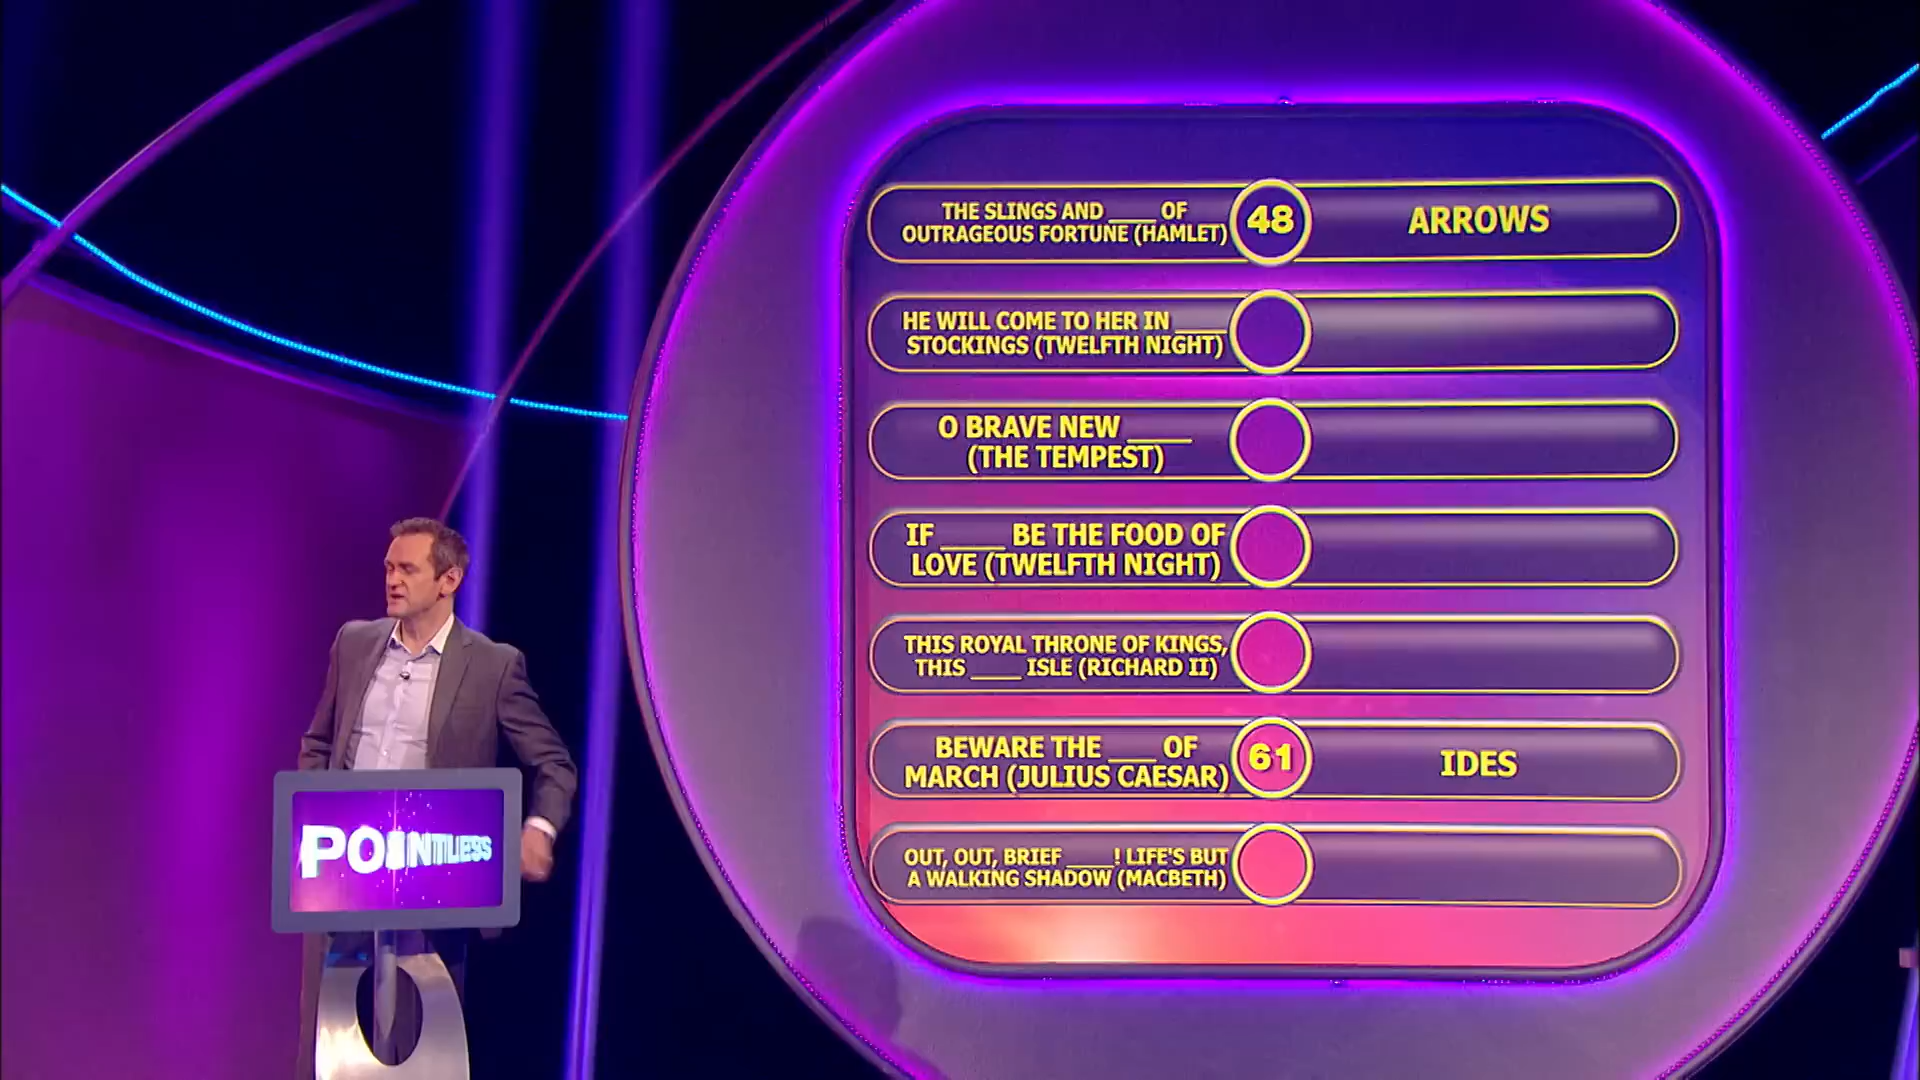 THE SLINGS AND ____ OF
OUTRAGEOUS FORTUNE (HAMLET)
48
ARROWS
HE WILL COME TO HER IN ____
STOCKINGS (TWELFTH NIGHT)
O BRAVE NEW ____
(THE TEMPEST)
IF ____ BE THE FOOD OF
LOVE (TWELFTH NIGHT)
THIS ROYAL THRONE OF KINGS,
THIS ____ ISLE (RICHARD II)
BEWARE THE ___ OF
MARCH (JULIUS CAESAR)
61
IDES
OUT, OUT, BRIEF ____! LIFE'S BUT
A WALKING SHADOW (MACBETH)
POINTLESS